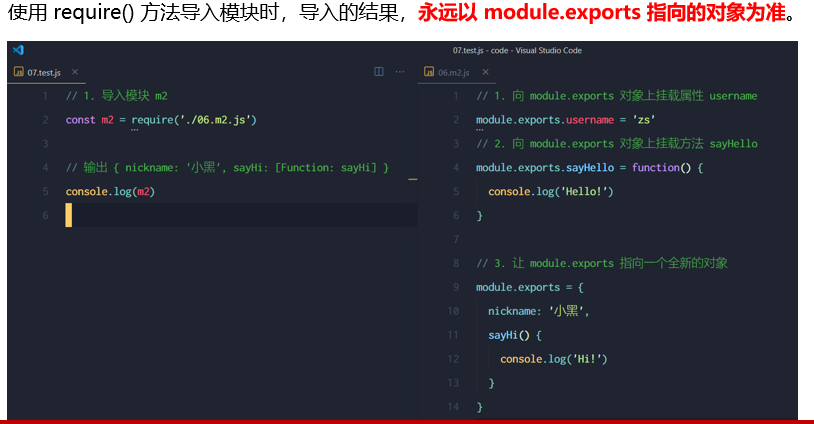 使用 require() 方法导入模块时，导入的结果，永远以 module.exports 指向的对象为准。
07.test.js - code - Visual Studio Code
JS 07.test.js ×
1 // 1. 导入模块 m2
2 const m2 = require('./06.m2.js')
3
4 // 输出 { nickname: '小黑', sayHi: [Function: sayHi] }
5 console.log(m2)
6
JS 06.m2.js ×
1 // 1. 向 module.exports 对象上挂载属性 username
2 module.exports.username = 'zs'
3 // 2. 向 module.exports 对象上挂载方法 sayHello
4 module.exports.sayHello = function() {
5 console.log('Hello!')
6 }
7
8 // 3. 让 module.exports 指向一个全新的对象
9 module.exports = {
10 nickname: '小黑',
11 sayHi() {
12 console.log('Hi!')
13 }
14 }